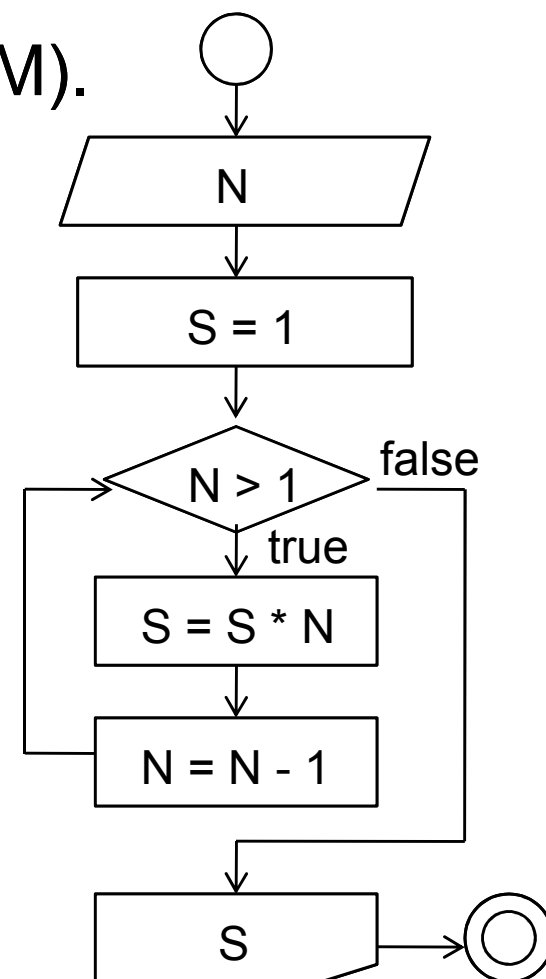 M).
N
S = 1
N > 1
false
true
S = S * N
N = N - 1
S